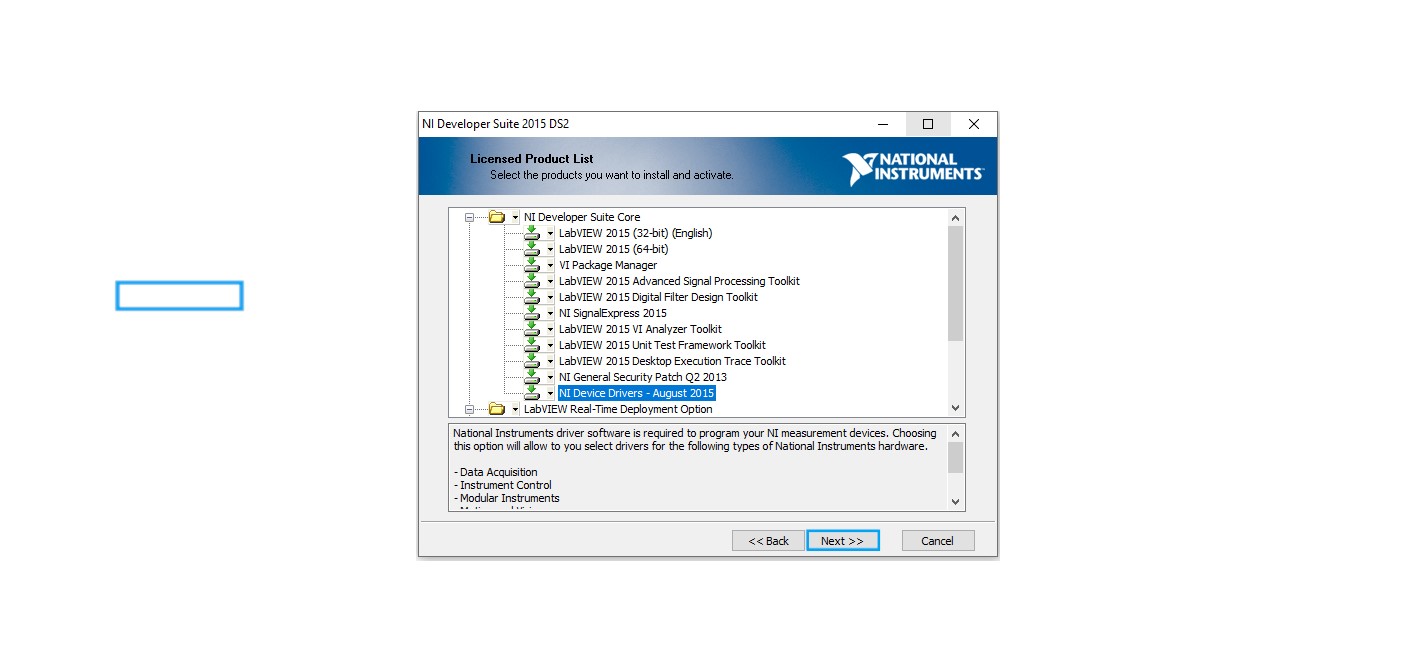 NI Developer Suite 2015 DS2
Licensed Product List
Select the products you want to install and activate.
NATIONAL
INSTRUMENTS
NI Developer Suite Core
LabVIEW 2015 (32-bit) (English)
LabVIEW 2015 (64-bit)
VI Package Manager
LabVIEW 2015 Advanced Signal Processing Toolkit
LabVIEW 2015 Digital Filter Design Toolkit
NI SignalExpress 2015
LabVIEW 2015 VI Analyzer Toolkit
LabVIEW 2015 Unit Test Framework Toolkit
LabVIEW 2015 Desktop Execution Trace Toolkit
NI General Security Patch Q2 2013
NI Device Drivers - August 2015
LabVIEW Real-Time Deployment Option
National Instruments driver software is required to program your NI measurement devices. Choosing
this option will allow to you select drivers for the following types of National Instruments hardware.
- Data Acquisition
- Instrument Control
- Modular Instruments
<< Back
Next >>
Cancel